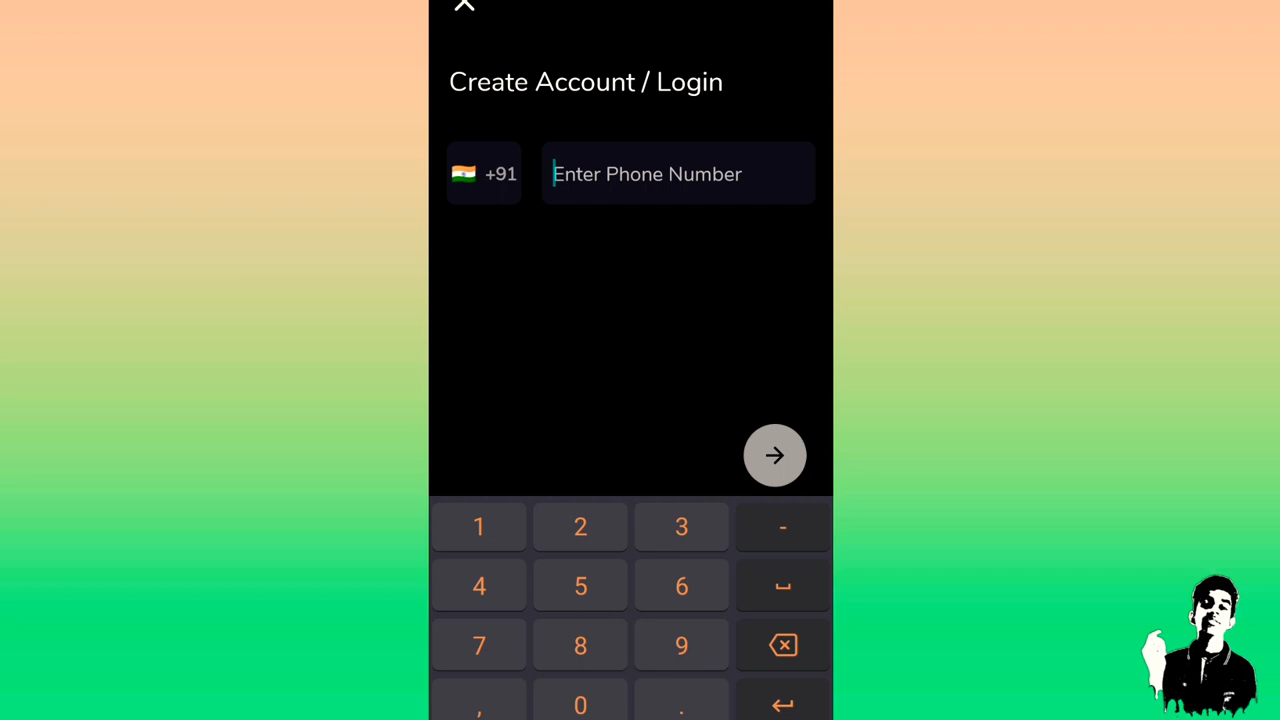 Create Account / Login
+91 Enter Phone Number
1 2 3 -
4 5 6
7 8 9
, 0 .